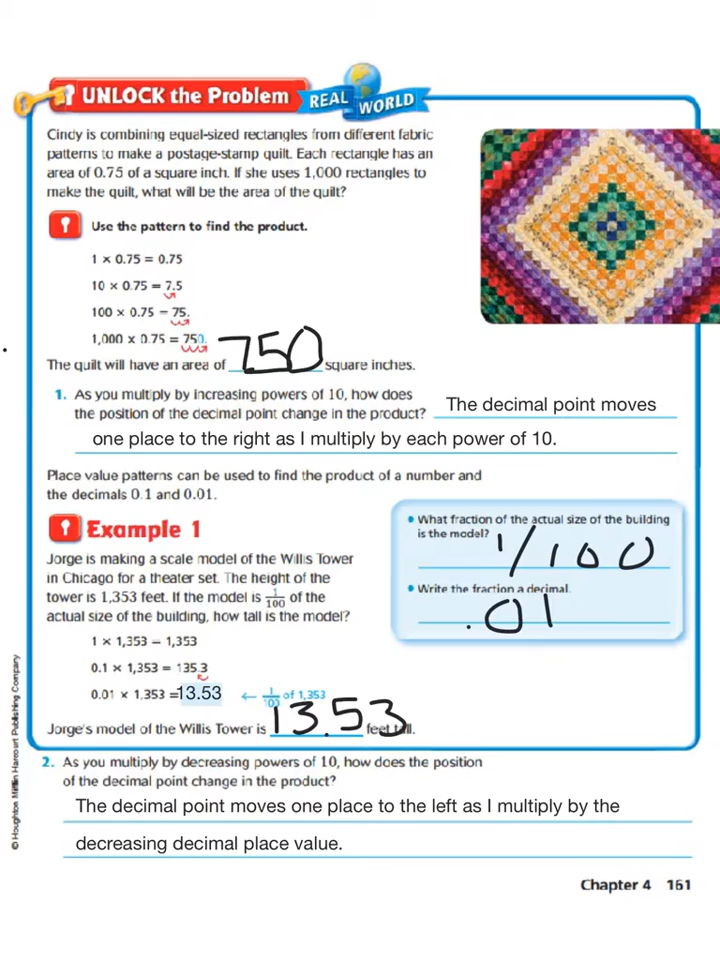 UNLOCK the Problem REAL WORLD
Cindy is combining equal-sized rectangles from different fabric
patterns to make a postage-stamp quilt. Each rectangle has an
area of 0.75 of a square inch. If she uses 1,000 rectangles to
make the quilt, what will be the area of the quilt?
Use the pattern to find the product.
1 × 0.75 = 0.75
10 × 0.75 = 7.5
100 × 0.75 = 75.
1,000 × 0.75 = 750.
The quilt will have an area of 750 square inches.
1. As you multiply by increasing powers of 10, how does
the position of the decimal point change in the product? The decimal point moves
one place to the right as I multiply by each power of 10.
Place value patterns can be used to find the product of a number and
the decimals 0.1 and 0.01.
Example 1
Jorge is making a scale model of the Willis Tower
in Chicago for a theater set. The height of the
tower is 1,353 feet. If the model is 1/100 of the
actual size of the building, how tall is the model?
1 × 1,353 = 1,353
0.1 × 1,353 = 135.3
0.01 × 1,353 = 13.53 ← 1/100 of 1,353
Jorge's model of the Willis Tower is 13.53 feet tall.
• What fraction of the actual size of the building
is the model? 1/100
• Write the fraction a decimal.
.01
2. As you multiply by decreasing powers of 10, how does the position
of the decimal point change in the product?
The decimal point moves one place to the left as I multiply by the
decreasing decimal place value.
© Houghton Mifflin Harcourt Publishing Company
Chapter 4 161